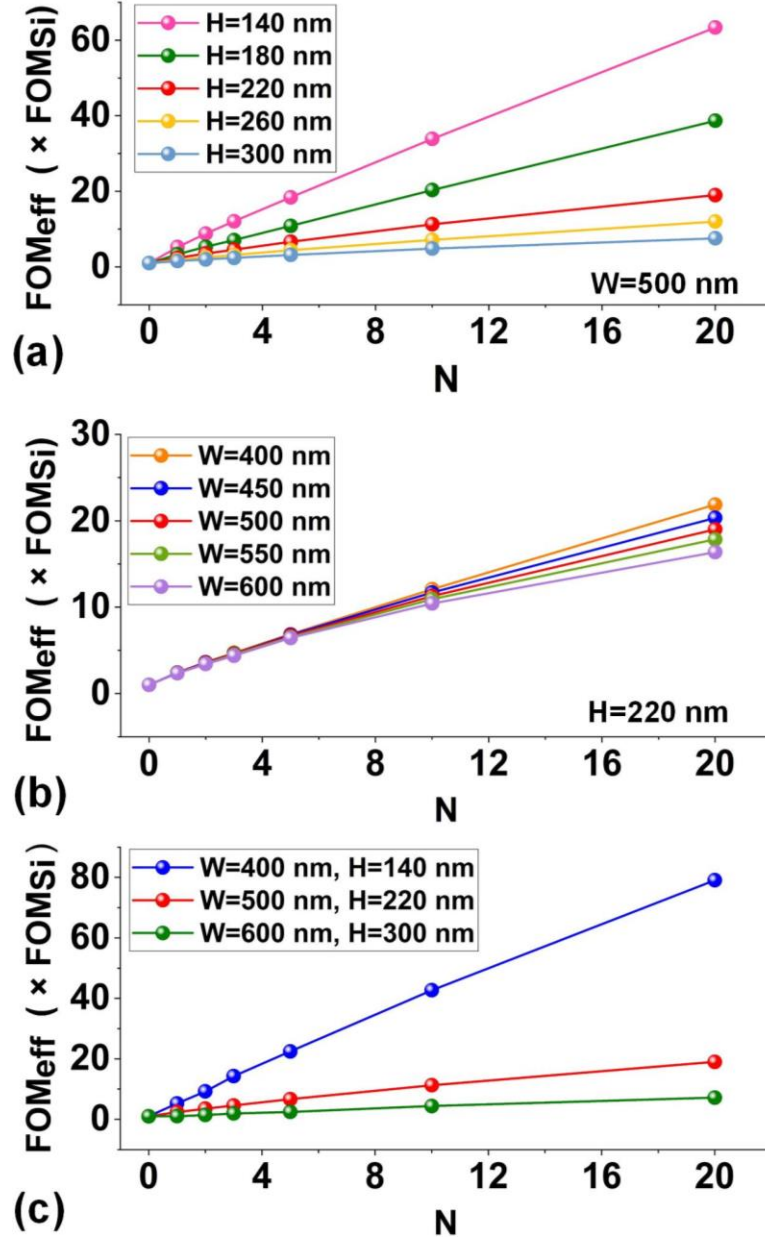 FOMeff ( × FOMSi)
60
40
20
0
H=140 nm
H=180 nm
H=220 nm
H=260 nm
H=300 nm
W=500 nm
0 4 8 12 16 20
N
(a)
FOMeff ( × FOMSi)
30
20
10
0
W=400 nm
W=450 nm
W=500 nm
W=550 nm
W=600 nm
H=220 nm
0 4 8 12 16 20
N
(b)
FOMeff ( × FOMSi)
80
60
40
20
0
W=400 nm, H=140 nm
W=500 nm, H=220 nm
W=600 nm, H=300 nm
0 4 8 12 16 20
N
(c)